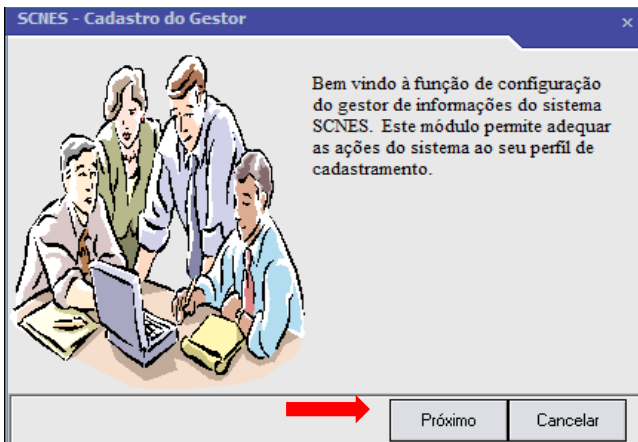 SCNES - Cadastro do Gestor
×
Bem vindo à função de configuração
do gestor de informações do sistema
SCNES. Este módulo permite adequar
as ações do sistema ao seu perfil de
cadastramento.
Próximo
Cancelar